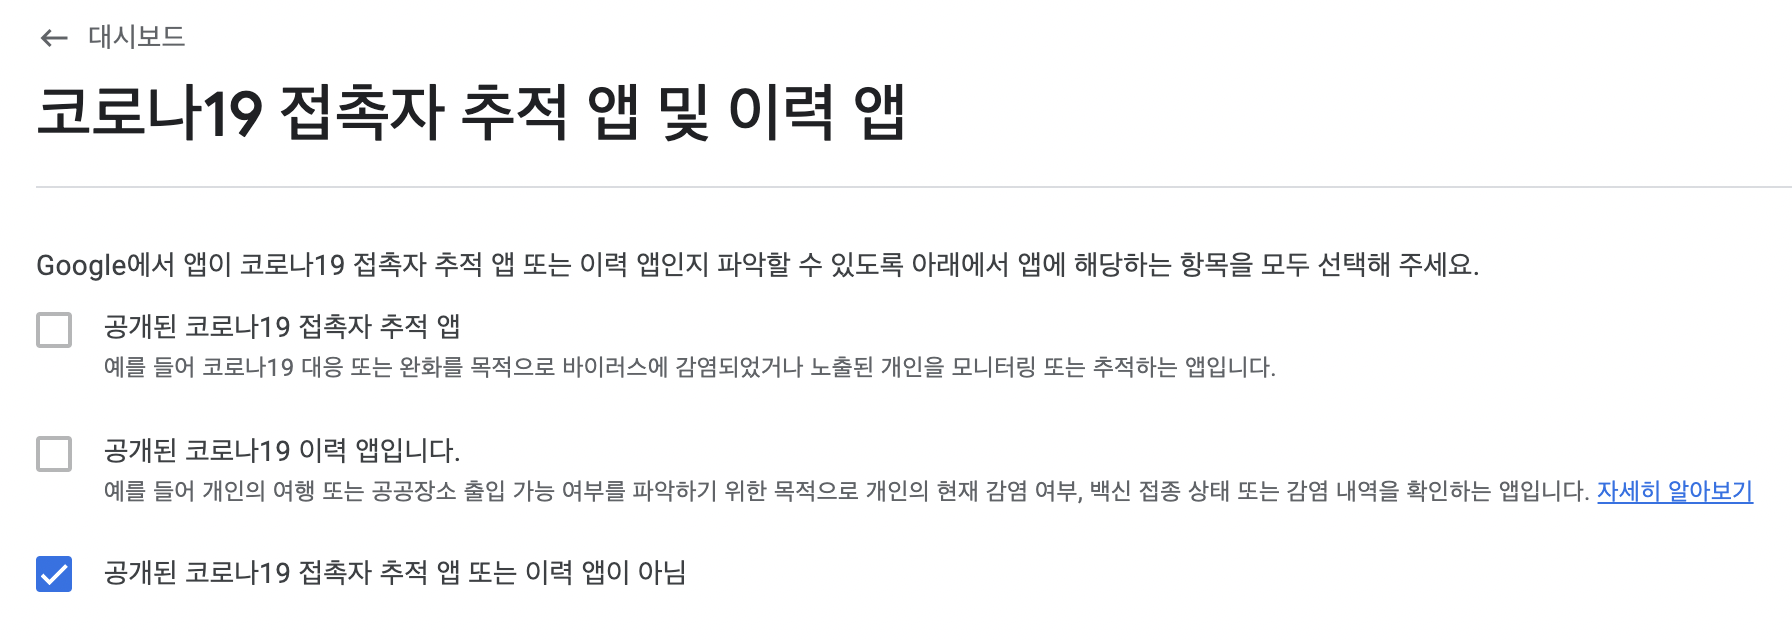 대시보드
코로나19 접촉자 추적 앱 및 이력 앱
Google에서 앱이 코로나19 접촉자 추적 앱 또는 이력 앱인지 파악할 수 있도록 아래에서 앱에 해당하는 항목을 모두 선택해 주세요.
공개된 코로나19 접촉자 추적 앱
예를 들어 코로나19 대응 또는 완화를 목적으로 바이러스에 감염되었거나 노출된 개인을 모니터링 또는 추적하는 앱입니다.
공개된 코로나19 이력 앱입니다.
예를 들어 개인의 여행 또는 공공장소 출입 가능 여부를 파악하기 위한 목적으로 개인의 현재 감염 여부, 백신 접종 상태 또는 감염 내역을 확인하는 앱입니다. 자세히 알아보기
공개된 코로나19 접촉자 추적 앱 또는 이력 앱이 아님